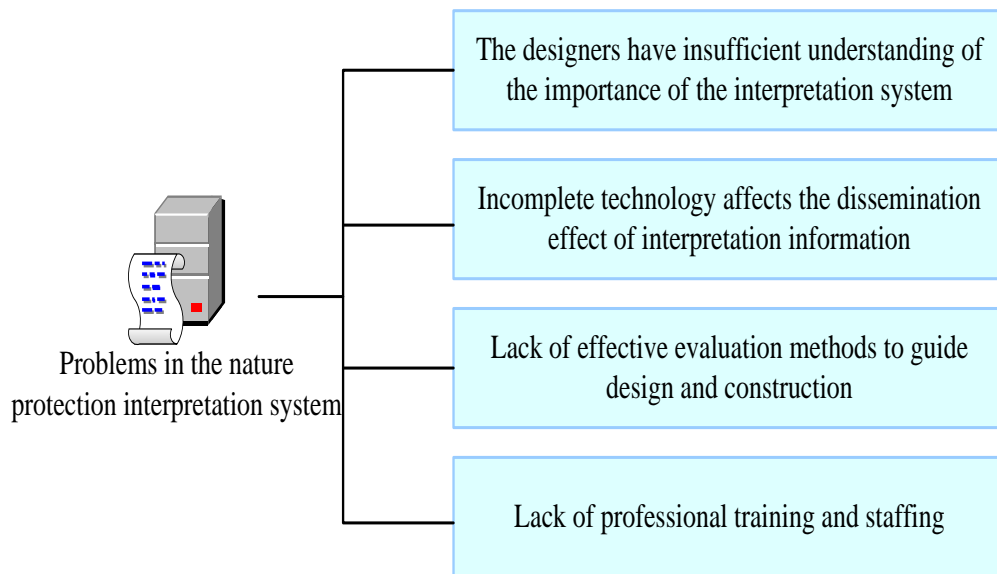 The designers have insufficient understanding of
the importance of the interpretation system
Incomplete technology affects the dissemination
effect of interpretation information
Problems in the nature
protection interpretation system
Lack of effective evaluation methods to guide
design and construction
Lack of professional training and staffing